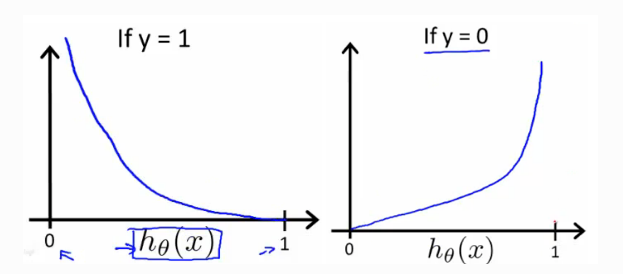 If y = 1
0
hθ(x)
1
If y = 0
0
hθ(x)
1